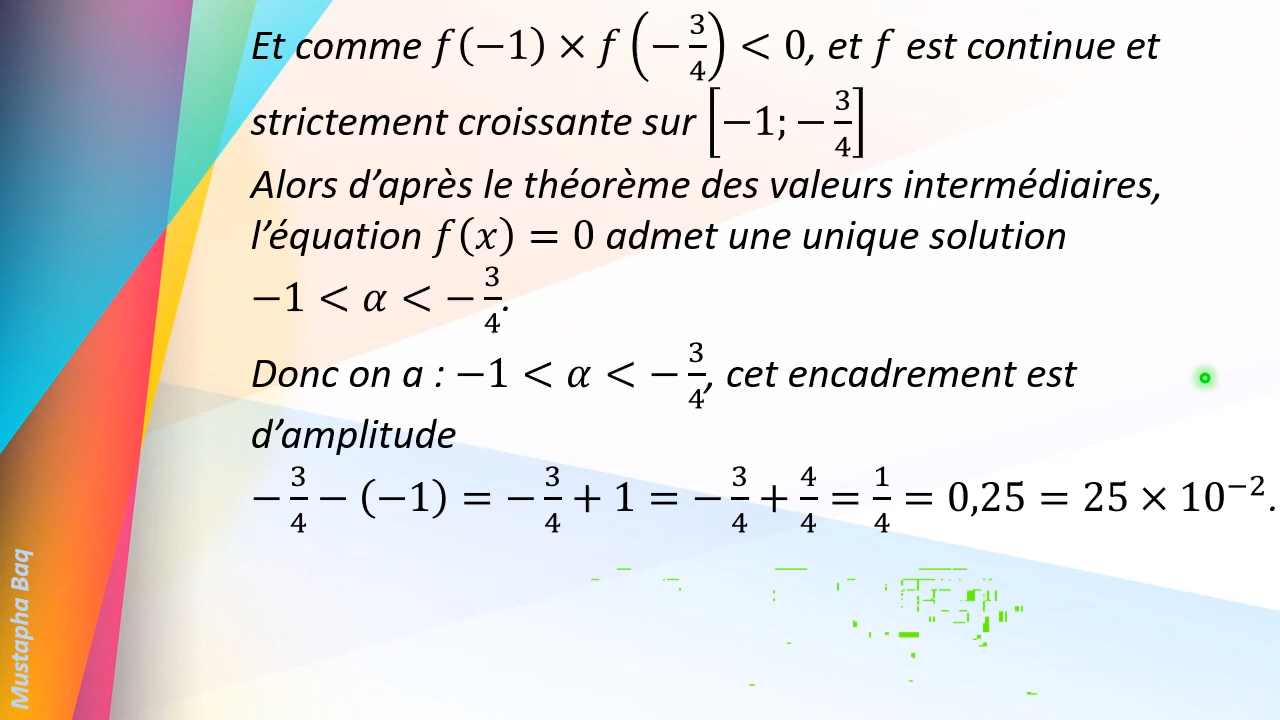 Et comme f(−1) × f(−3/4) < 0, et f est continue et
strictement croissante sur [−1; −3/4]
Alors d’après le théorème des valeurs intermédiaires,
l’équation f(x) = 0 admet une unique solution
−1 < α < −3/4.
Donc on a : −1 < α < −3/4, cet encadrement est
d’amplitude
−3/4 − (−1) = −3/4 + 1 = −3/4 + 4/4 = 1/4 = 0,25 = 25 × 10⁻².
Mustapha Baq